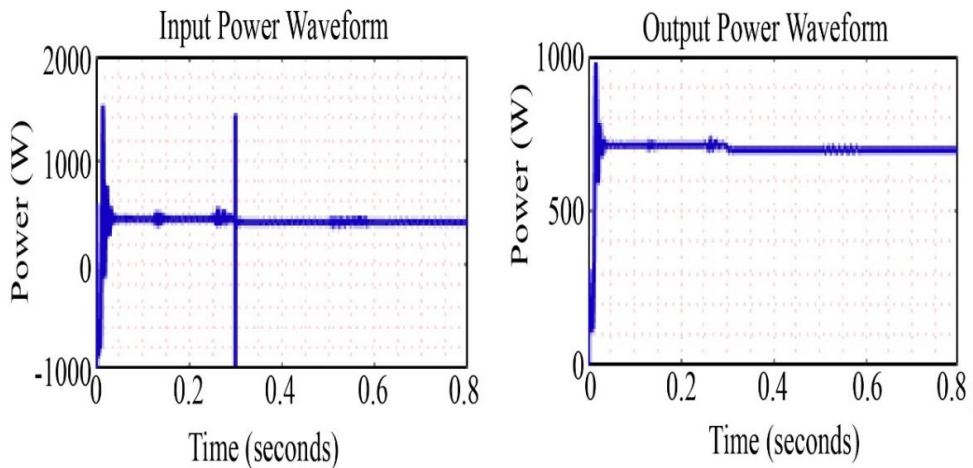 Input Power Waveform
Power (W)
2000
1000
0
-1000
0 0.2 0.4 0.6 0.8
Time (seconds)
Output Power Waveform
Power (W)
1000
500
0
0 0.2 0.4 0.6 0.8
Time (seconds)